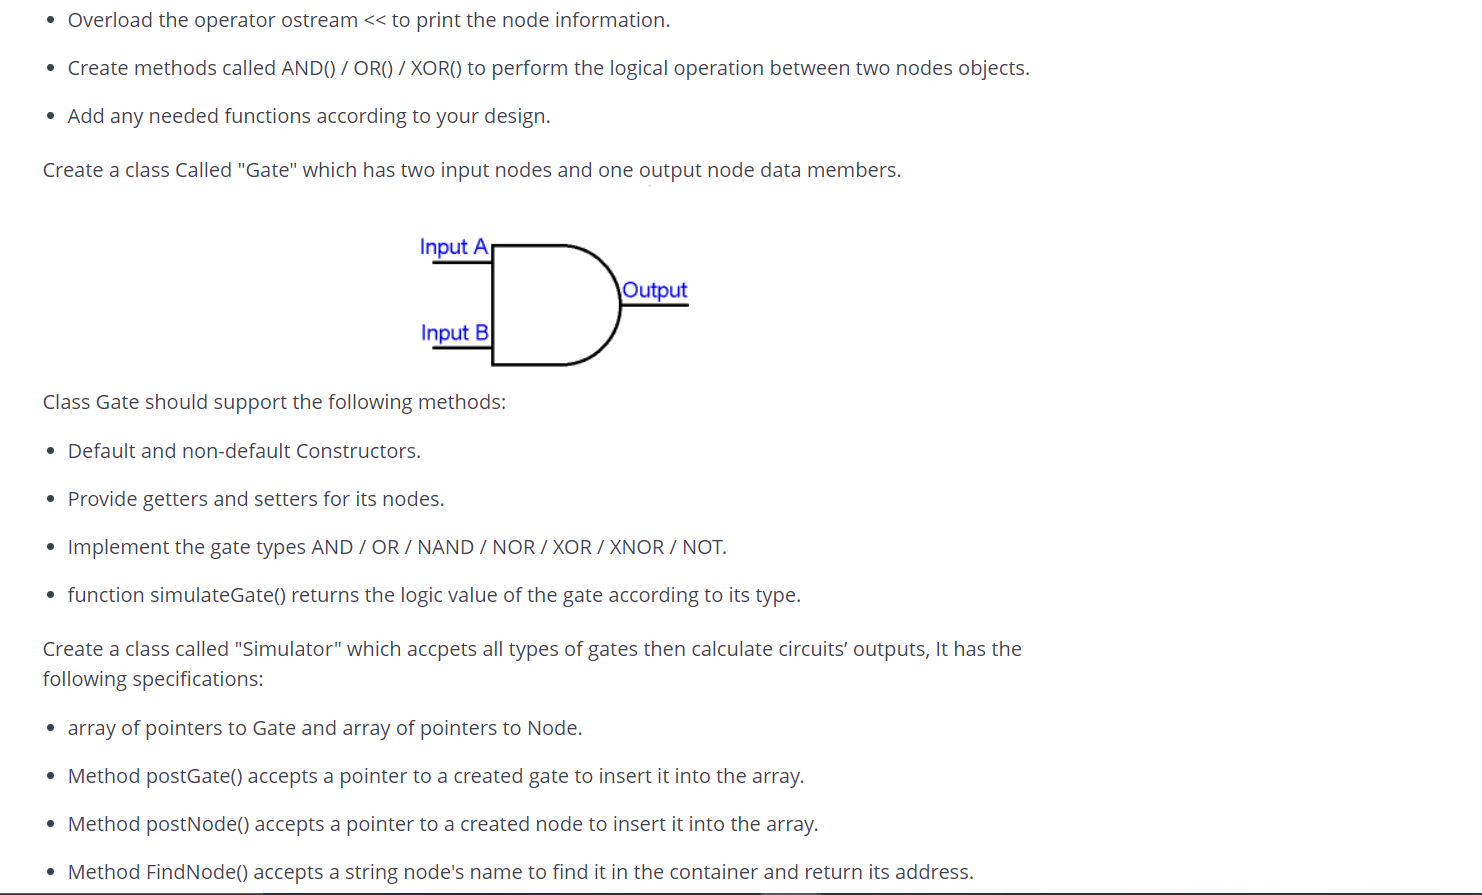 • Overload the operator ostream << to print the node information.
• Create methods called AND() / OR() / XOR() to perform the logical operation between two nodes objects.
• Add any needed functions according to your design.
Create a class Called "Gate" which has two input nodes and one output node data members.
Input A
Output
Input B
Class Gate should support the following methods:
• Default and non-default Constructors.
• Provide getters and setters for its nodes.
• Implement the gate types AND / OR / NAND / NOR / XOR / XNOR / NOT.
• function simulateGate() returns the logic value of the gate according to its type.
Create a class called "Simulator" which accpets all types of gates then calculate circuits’ outputs, It has the
following specifications:
• array of pointers to Gate and array of pointers to Node.
• Method postGate() accepts a pointer to a created gate to insert it into the array.
• Method postNode() accepts a pointer to a created node to insert it into the array.
• Method FindNode() accepts a string node's name to find it in the container and return its address.